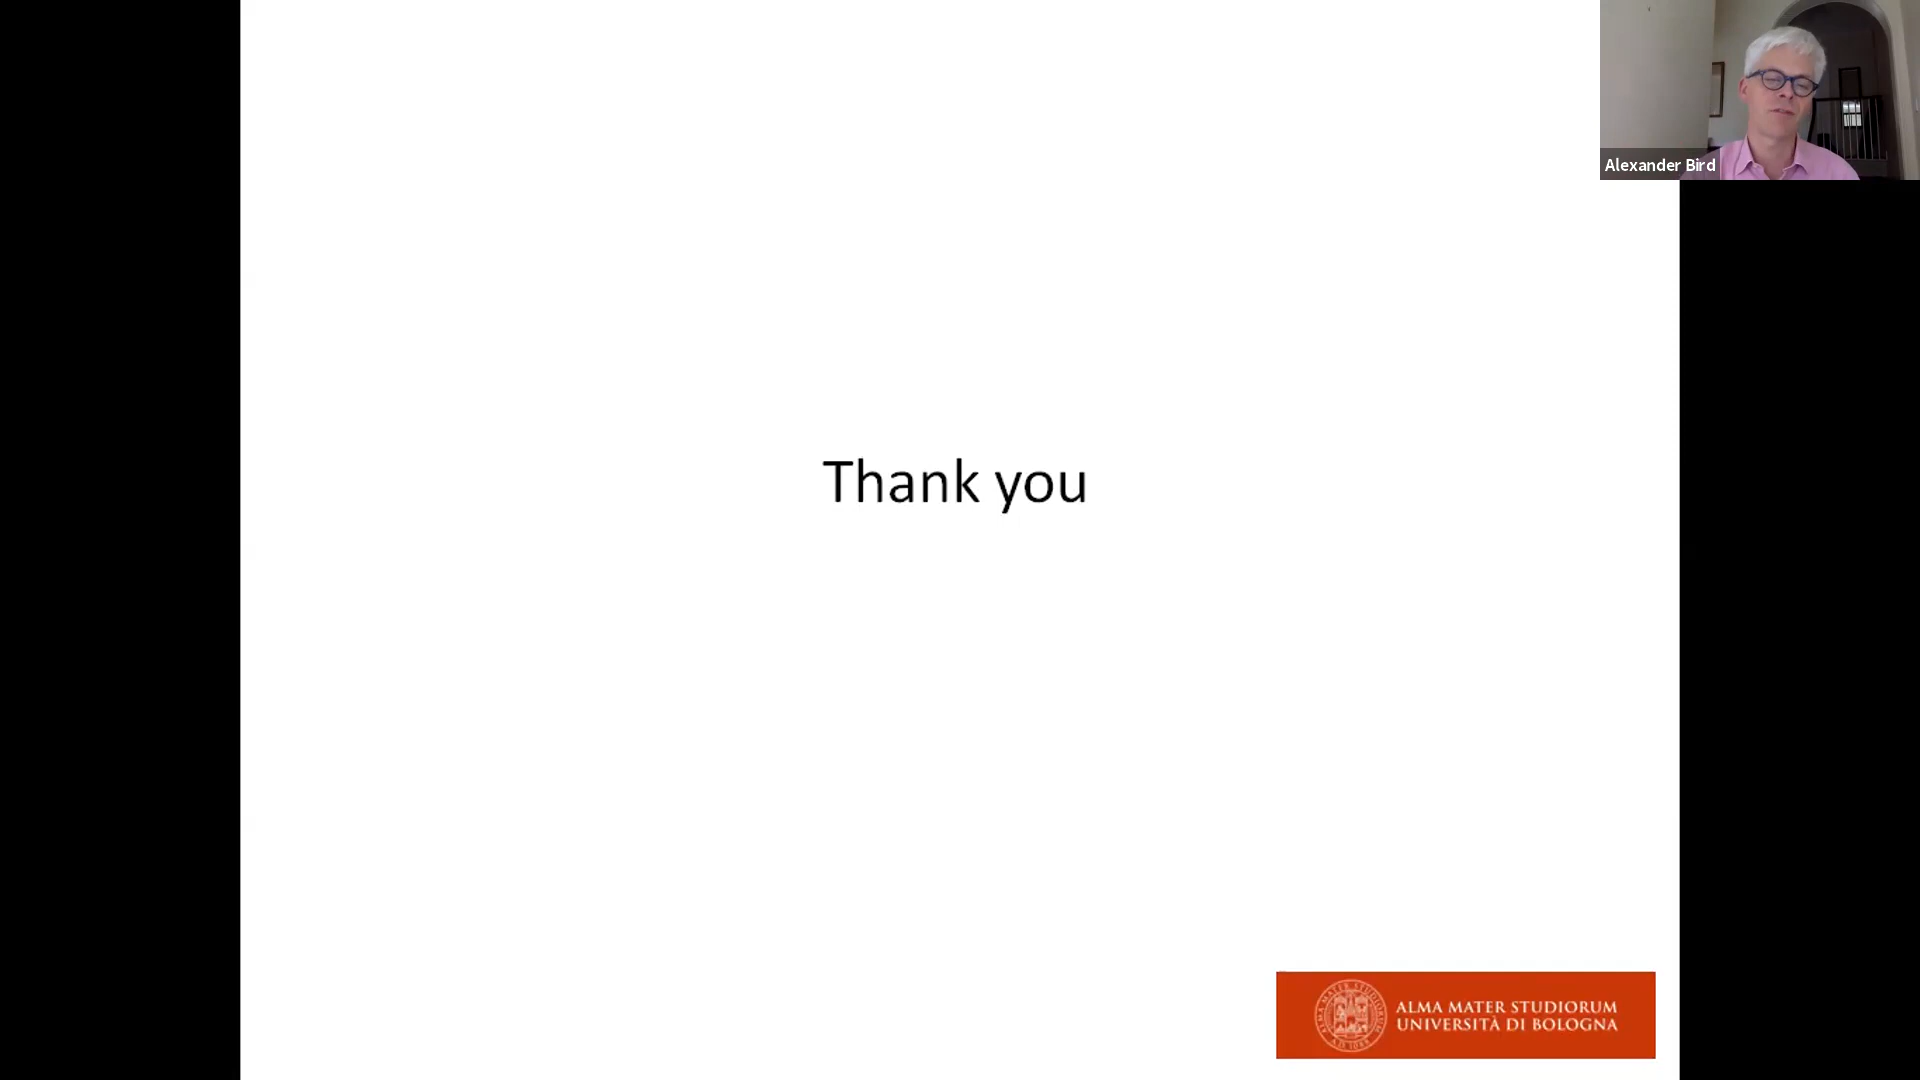 Alexander Bird
Thank you
ALMA MATER STUDIORUM
UNIVERSITÀ DI BOLOGNA